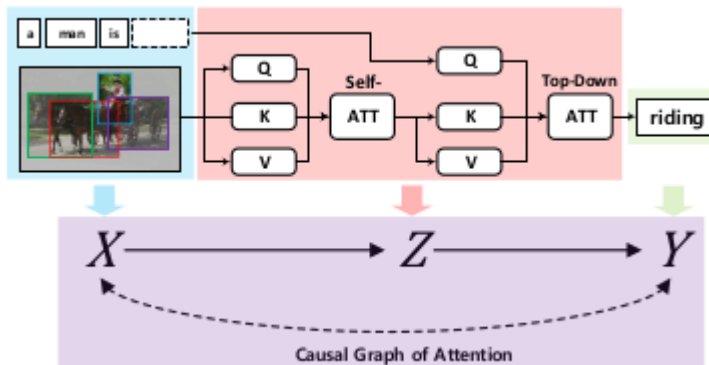 a man is
Q
Q
Self-
Top-Down
K
ATT
K
ATT
riding
V
V
X
Z
Y
Causal Graph of Attention